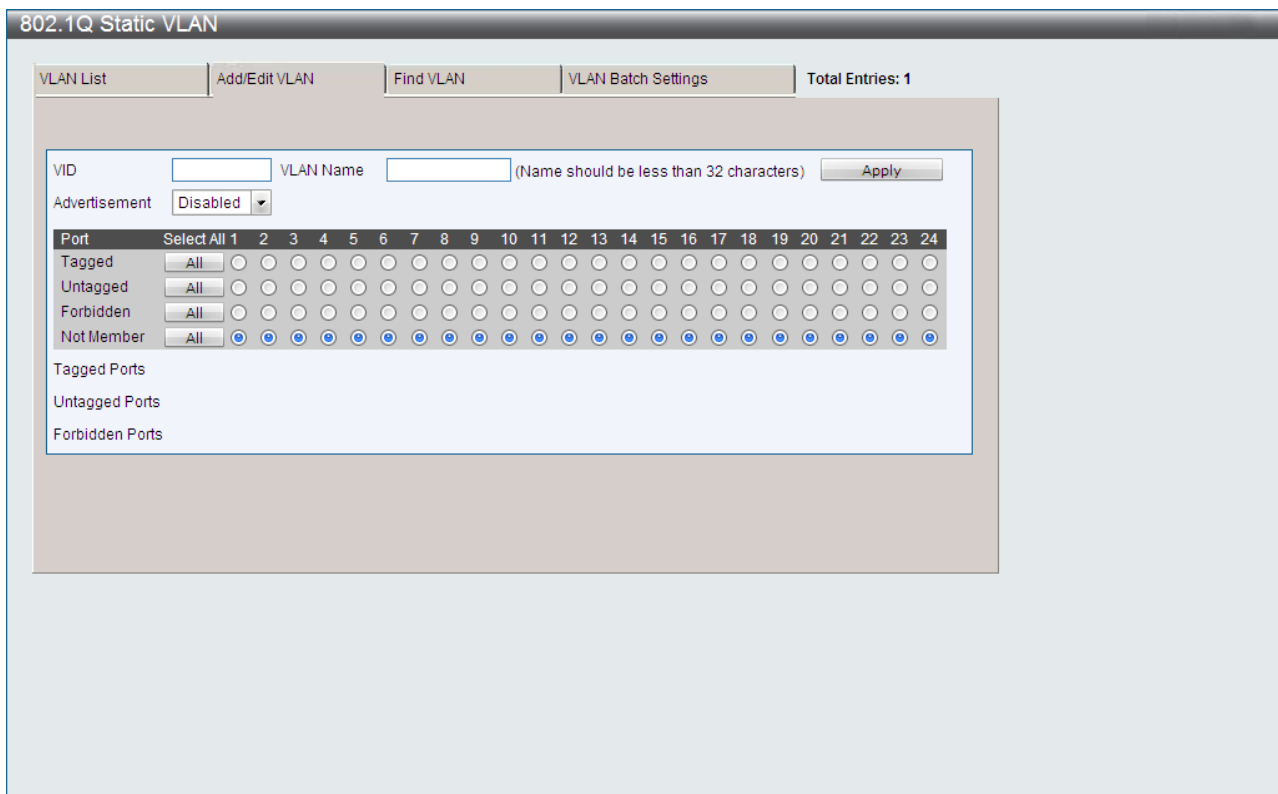 802.1Q Static VLAN
VLAN List Add/Edit VLAN Find VLAN VLAN Batch Settings Total Entries: 1
VID VLAN Name (Name should be less than 32 characters) Apply
Advertisement Disabled
Port Select All 1 2 3 4 5 6 7 8 9 10 11 12 13 14 15 16 17 18 19 20 21 22 23 24
Tagged All
Untagged All
Forbidden All
Not Member All
Tagged Ports
Untagged Ports
Forbidden Ports